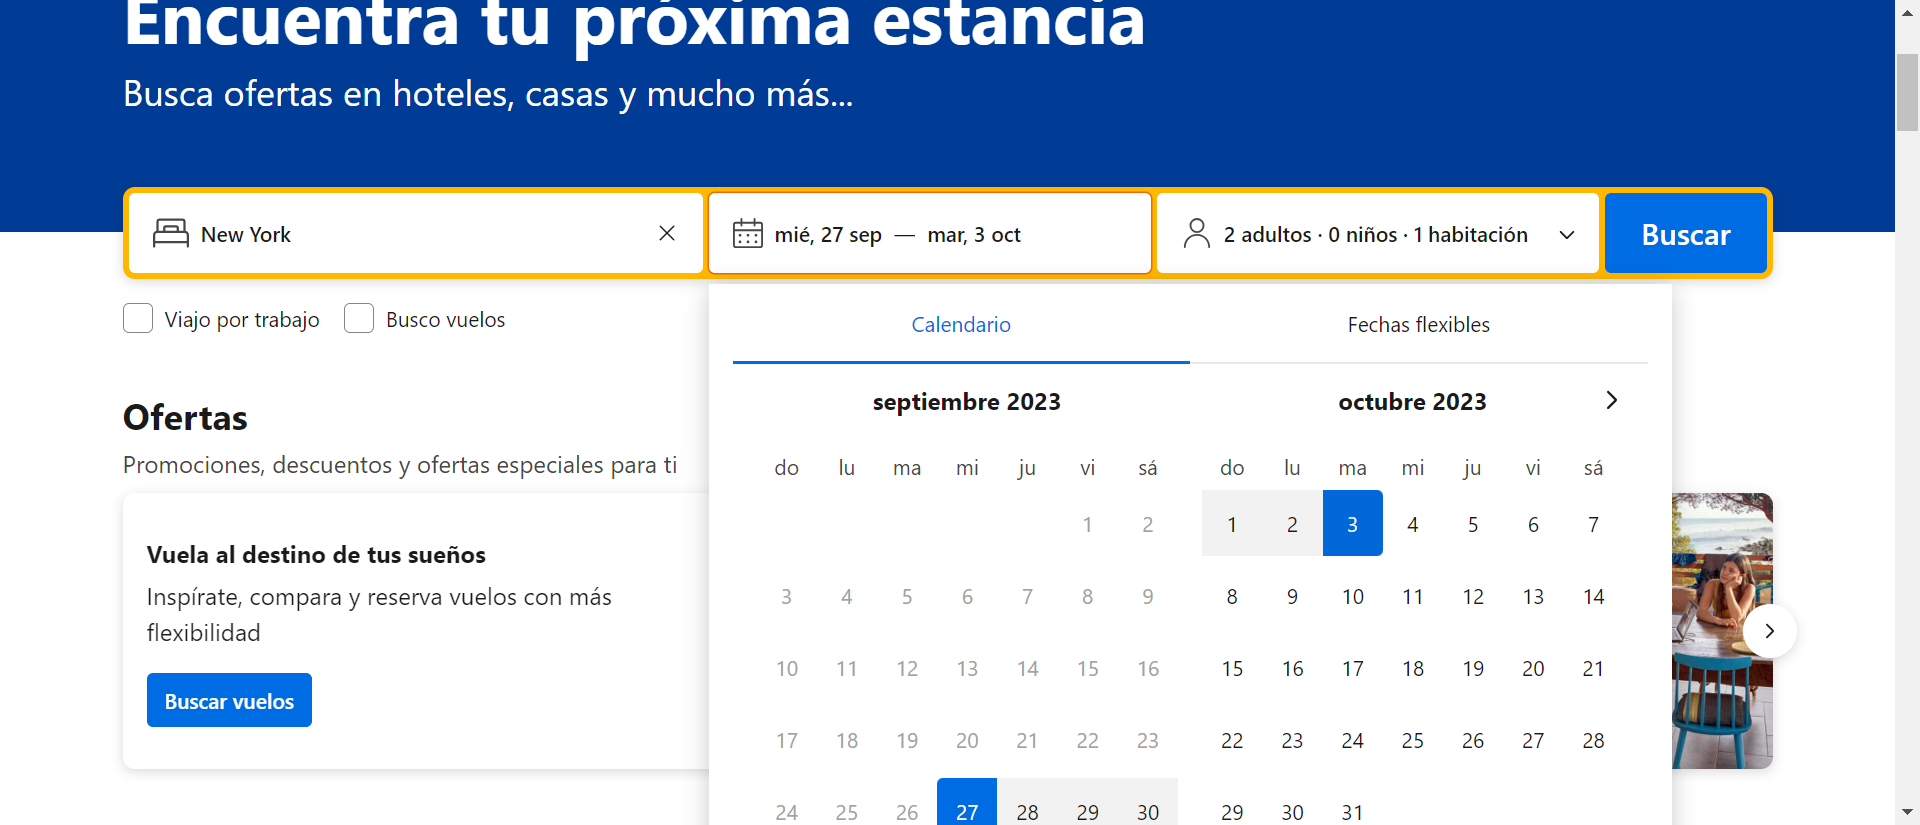 Encuentra tu próxima estancia
Busca ofertas en hoteles, casas y mucho más...
New York
mié, 27 sep — mar, 3 oct
2 adultos · 0 niños · 1 habitación
Buscar
Viajo por trabajo
Busco vuelos
Calendario
Fechas flexibles
Ofertas
Promociones, descuentos y ofertas especiales para ti
Vuela al destino de tus sueños
Inspírate, compara y reserva vuelos con más
flexibilidad
Buscar vuelos
septiembre 2023
do lu ma mi ju vi sá
1 2
3 4 5 6 7 8 9
10 11 12 13 14 15 16
17 18 19 20 21 22 23
24 25 26 27 28 29 30
octubre 2023
do lu ma mi ju vi sá
1 2 3 4 5 6 7
8 9 10 11 12 13 14
15 16 17 18 19 20 21
22 23 24 25 26 27 28
29 30 31